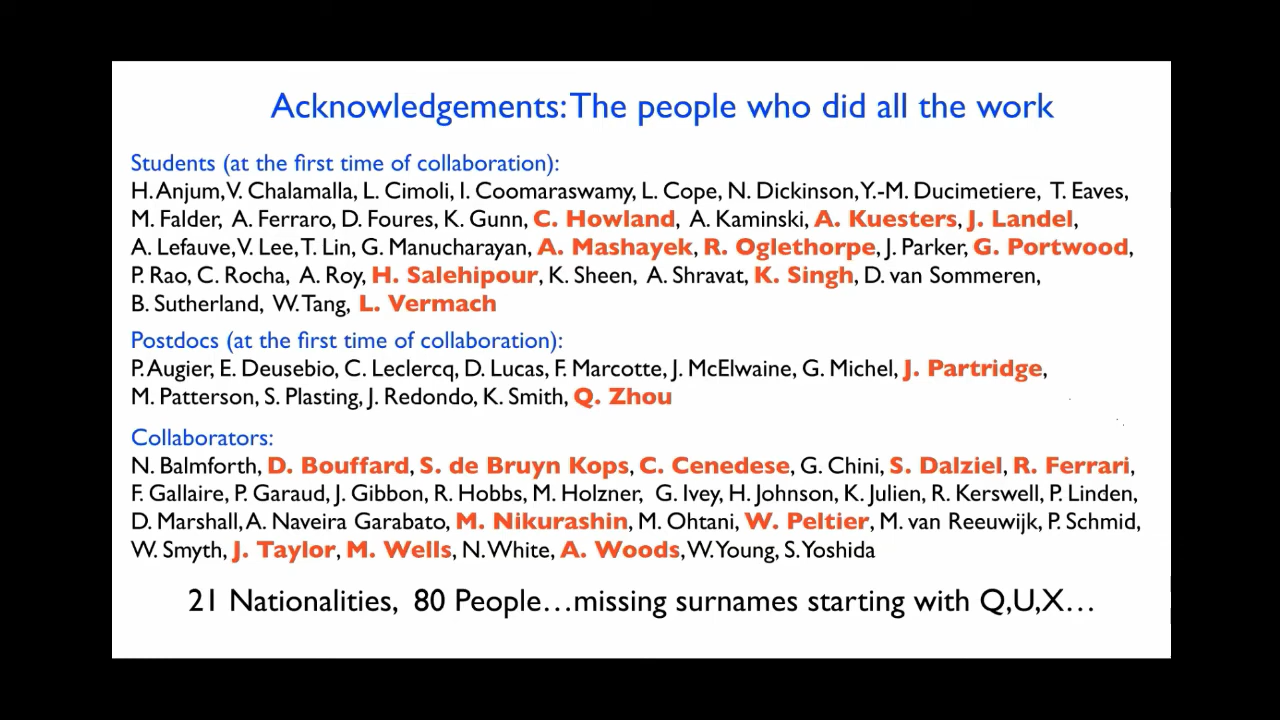 Acknowledgements: The people who did all the work
Students (at the first time of collaboration):
H. Anjum, V. Chalamalla, L. Cimoli, I. Coomaraswamy, L. Cope, N. Dickinson, Y.-M. Ducimetiere, T. Eaves,
M. Falder, A. Ferraro, D. Foures, K. Gunn, C. Howland, A. Kaminski, A. Kuesters, J. Landel,
A. Lefauve, V. Lee, T. Lin, G. Manucharayan, A. Mashayek, R. Oglethorpe, J. Parker, G. Portwood,
P. Rao, C. Rocha, A. Roy, H. Salehipour, K. Sheen, A. Shravat, K. Singh, D. van Sommeren,
B. Sutherland, W. Tang, L. Vermach
Postdocs (at the first time of collaboration):
P. Augier, E. Deusebio, C. Leclercq, D. Lucas, F. Marcotte, J. McElwaine, G. Michel, J. Partridge,
M. Patterson, S. Plasting, J. Redondo, K. Smith, Q. Zhou
Collaborators:
N. Balmforth, D. Bouffard, S. de Bruyn Kops, C. Cenedese, G. Chini, S. Dalziel, R. Ferrari,
F. Gallaire, P. Garaud, J. Gibbon, R. Hobbs, M. Holzner, G. Ivey, H. Johnson, K. Julien, R. Kerswell, P. Linden,
D. Marshall, A. Naveira Garabato, M. Nikurashin, M. Ohtani, W. Peltier, M. van Reeuwijk, P. Schmid,
W. Smyth, J. Taylor, M. Wells, N. White, A. Woods, W. Young, S. Yoshida
21 Nationalities, 80 People…missing surnames starting with Q,U,X…